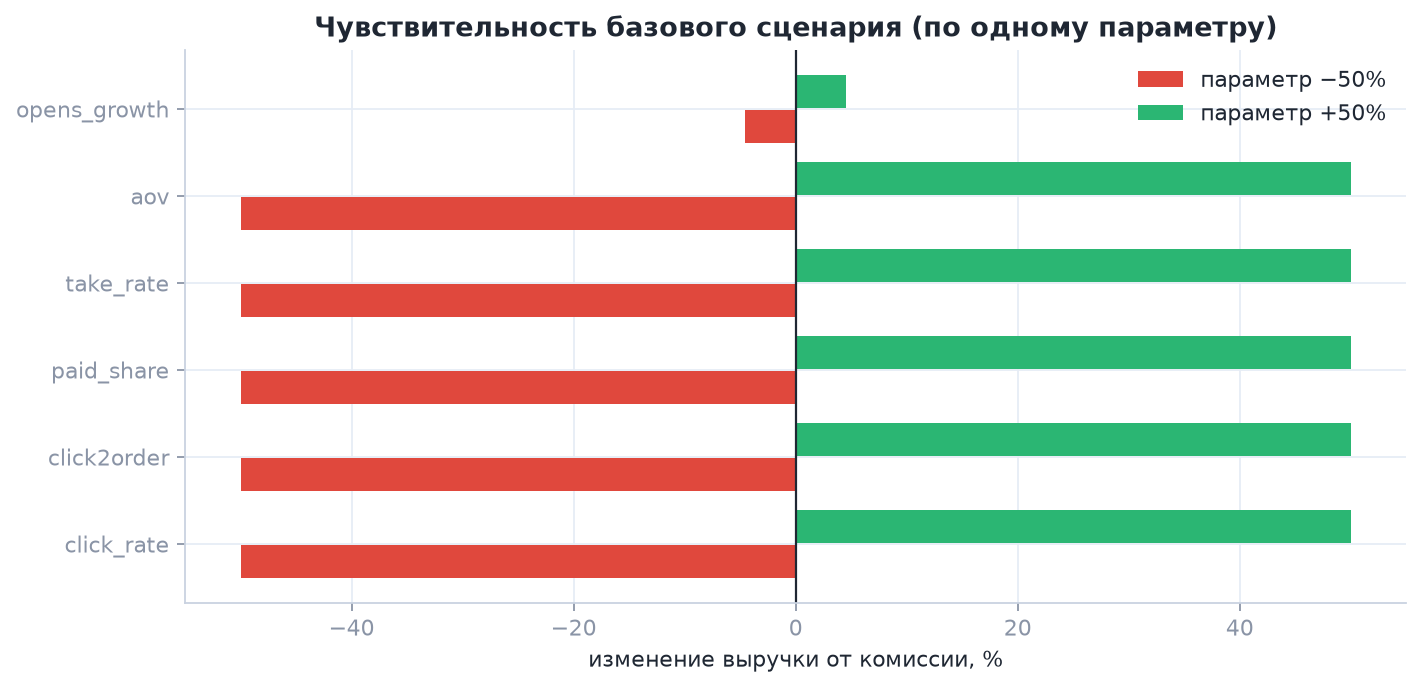 Чувствительность базового сценария (по одному параметру)
параметр −50%
параметр +50%
opens_growth
aov
take_rate
paid_share
click2order
click_rate
−40
−20
0
20
40
изменение выручки от комиссии, %